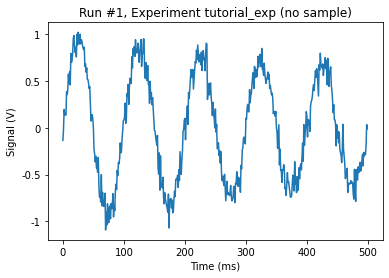 Run #1, Experiment tutorial_exp (no sample)
1
0.5
0
-0.5
-1
Signal (V)
0 100 200 300 400 500
Time (ms)